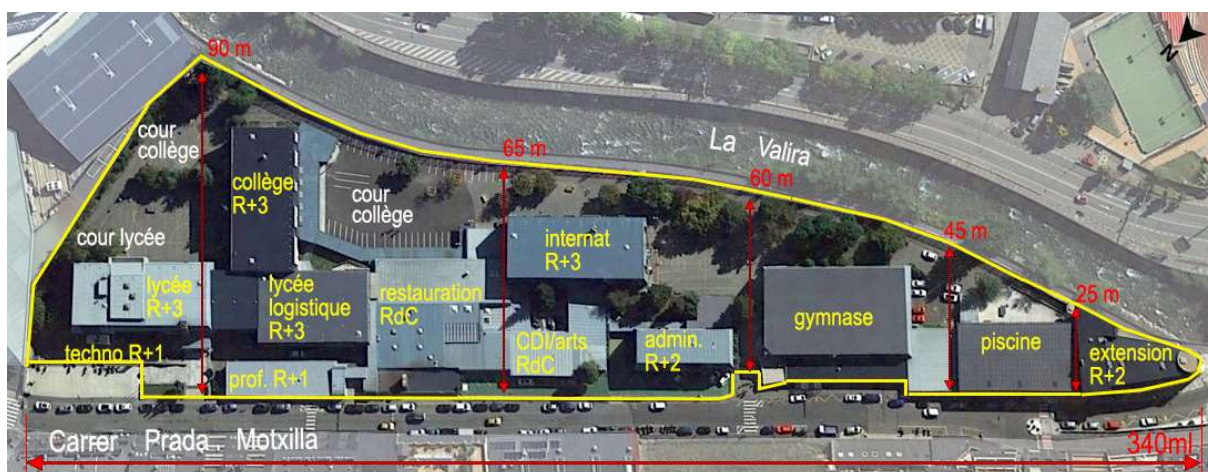 90 m
N
cour
collège
65 m
La Valira
60 m
collège
R+3
cour
collège
45 m
cour lycée
internat
R+3
25 m
lycée
R+3
lycée
logistique
R+3
restauration
RdC
gymnase
techno R+1
prof. R+1
CDI/arts
RdC
admin.
R+2
piscine
extension
R+2
Carrer Prada Motxilla
340ml